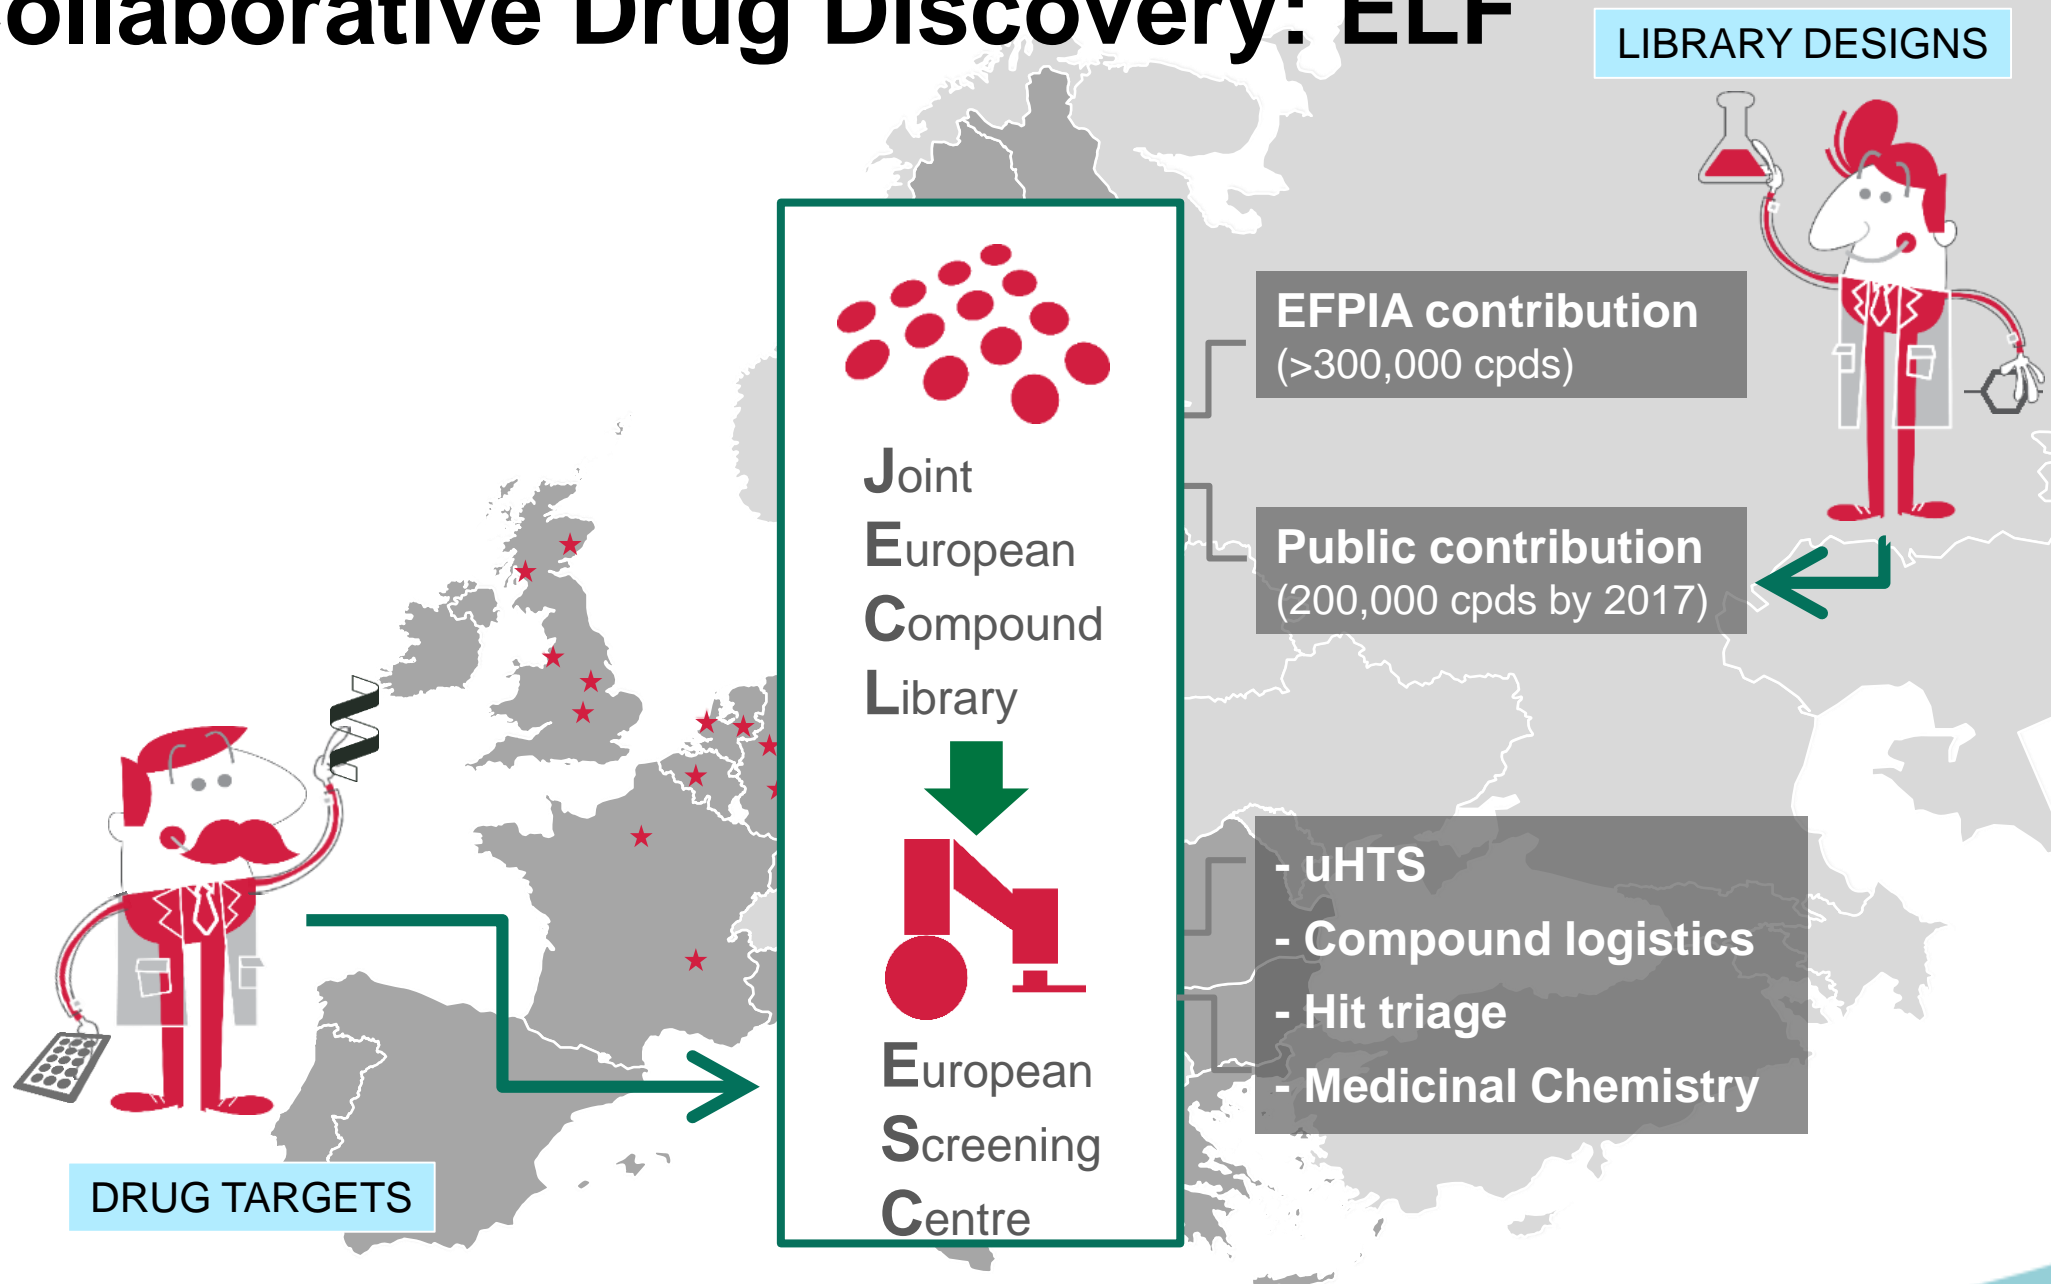 ollaborative Drug Discovery: ELF
LIBRARY DESIGNS
EFPIA contribution
(>300,000 cpds)
Joint
European
Compound
Library
Public contribution
(200,000 cpds by 2017)
- uHTS
- Compound logistics
- Hit triage
- Medicinal Chemistry
European
Screening
Centre
DRUG TARGETS